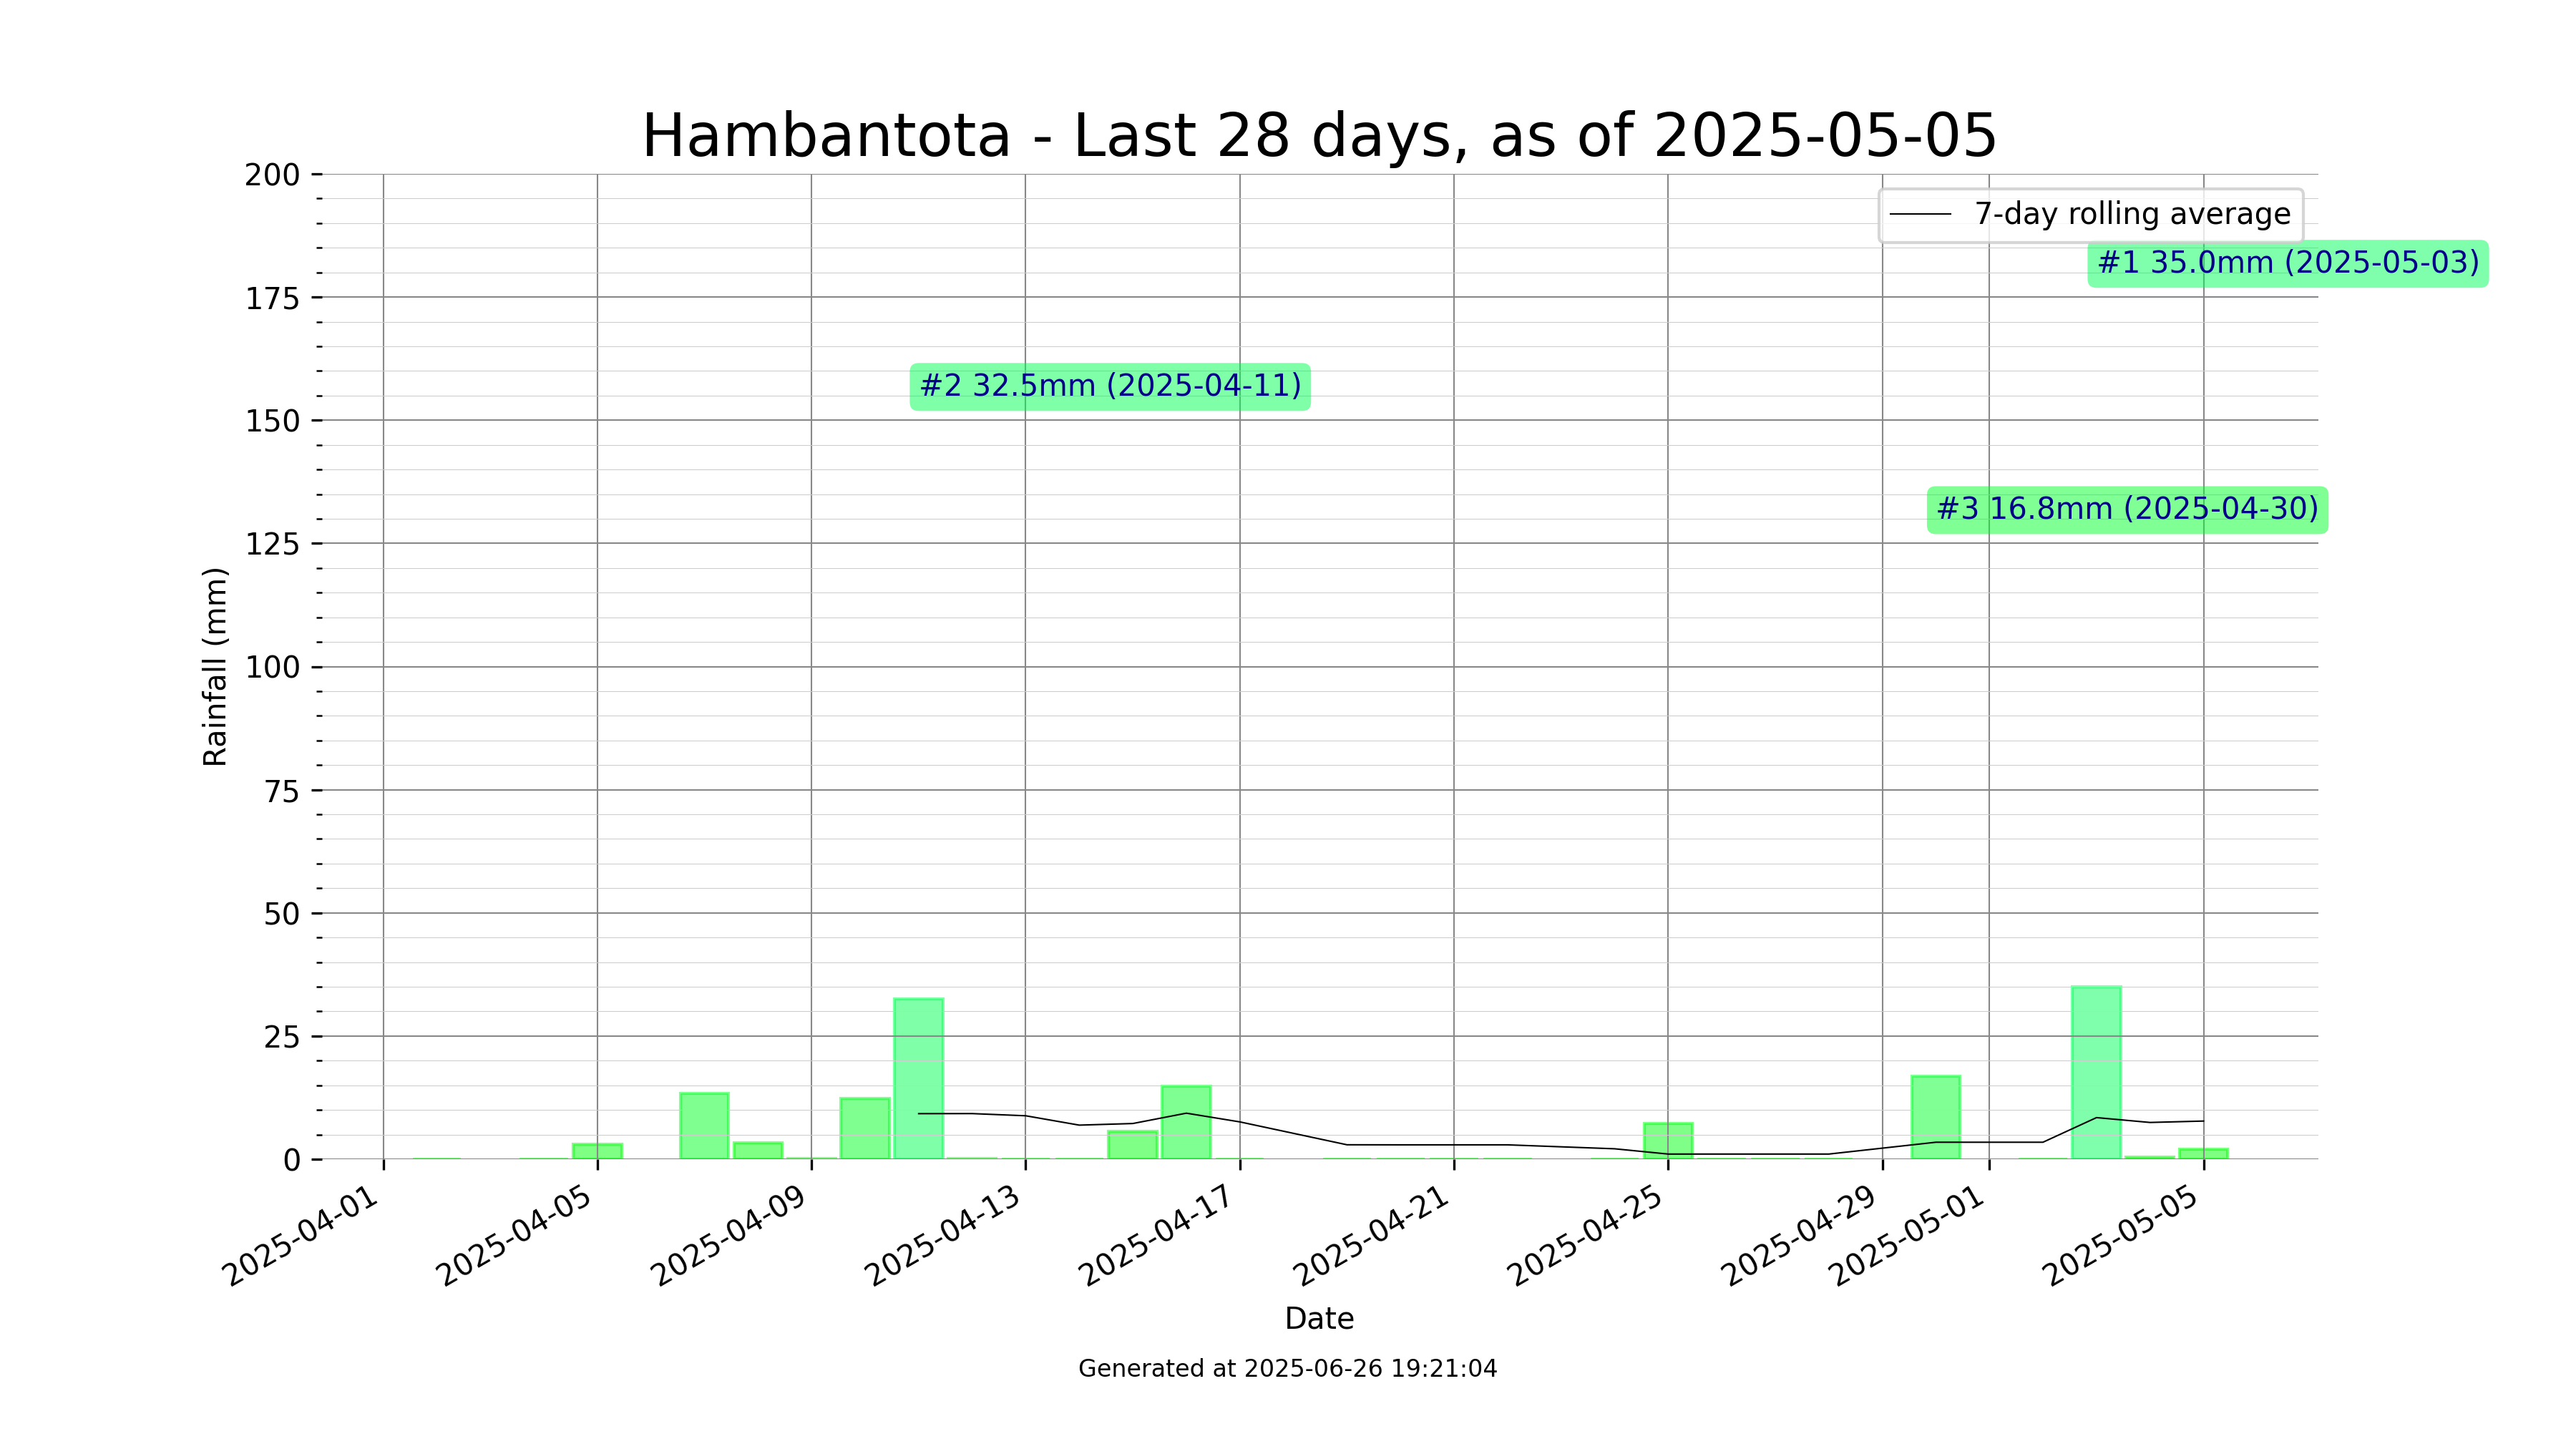 Hambantota - Last 28 days, as of 2025-05-05
200
175
150
125
100
75
50
25
0
Rainfall (mm)
7-day rolling average
#1 35.0mm (2025-05-03)
#2 32.5mm (2025-04-11)
#3 16.8mm (2025-04-30)
2025-04-01
2025-04-05
2025-04-09
2025-04-13
2025-04-17
2025-04-21
2025-04-25
2025-04-29
2025-05-01
2025-05-05
Date
Generated at 2025-06-26 19:21:04